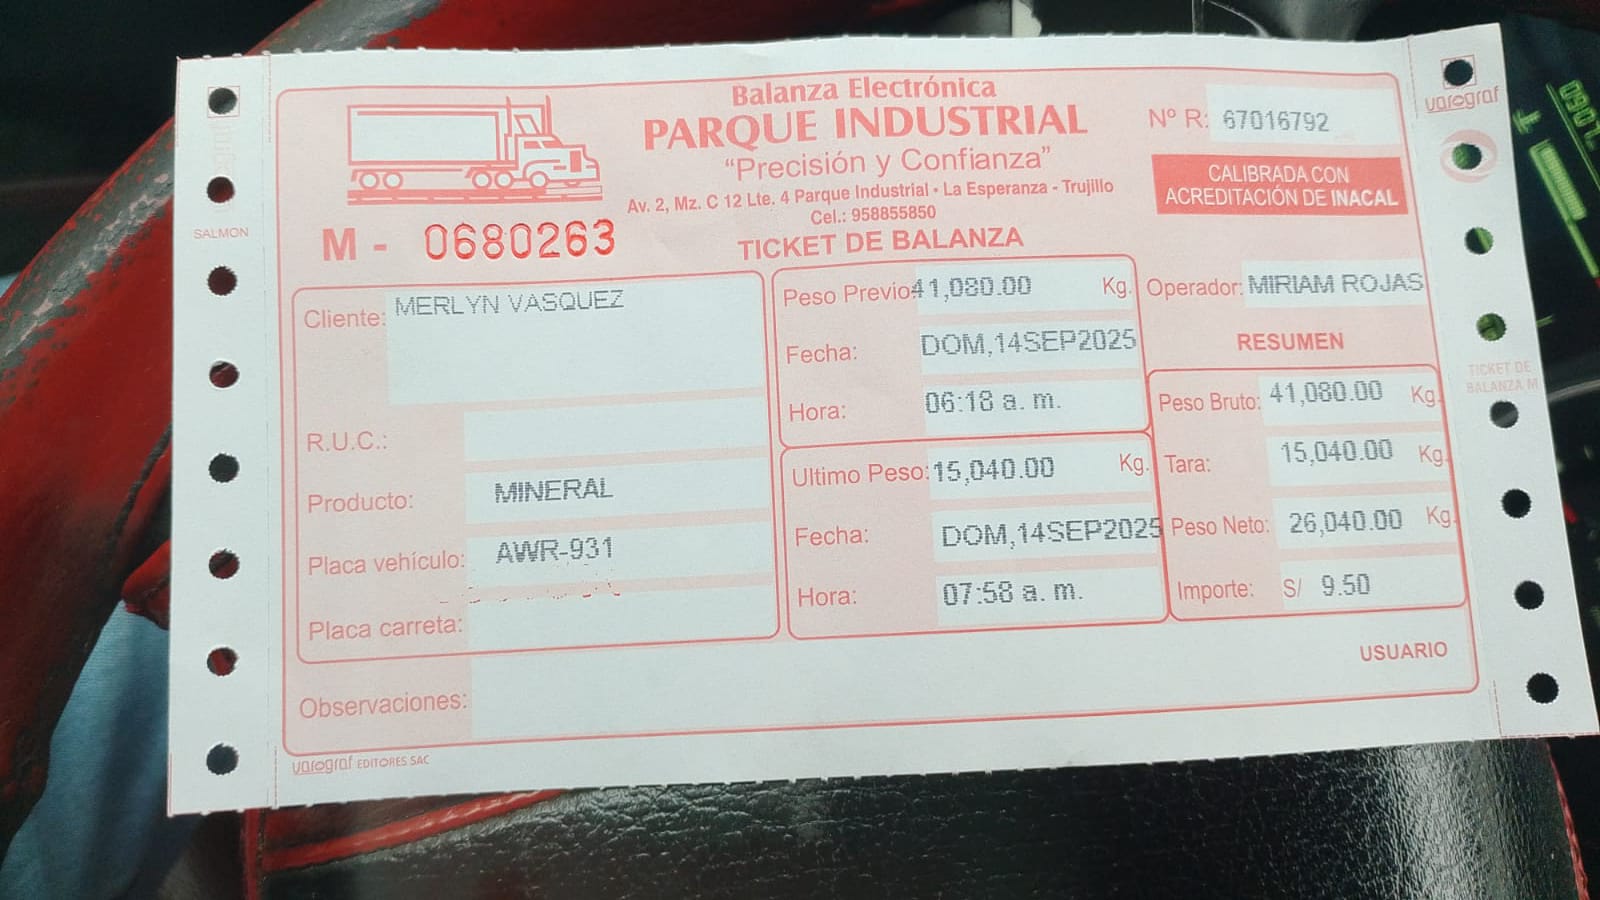 Balanza Electrónica
PARQUE INDUSTRIAL
"Precisión y Confianza"
Av. 2, Mz. C 12 Lte. 4 Parque Industrial - La Esperanza - Trujillo
Cel.: 958855850
Nº R: 67016792
CALIBRADA CON
ACREDITACIÓN DE INACAL
M - 0680263
TICKET DE BALANZA
Cliente: MERLYN VASQUEZ
R.U.C.:
Producto: MINERAL
Placa vehículo: AWR-931
Placa carreta:
Observaciones:
Peso Previo: 41,080.00 Kg.
Fecha: DOM,14SEP2025
Hora: 06:18 a. m.
Ultimo Peso: 15,040.00 Kg.
Fecha: DOM,14SEP2025
Hora: 07:58 a. m.
Operador: MIRIAM ROJAS
RESUMEN
Peso Bruto: 41,080.00 Kg.
Tara: 15,040.00 Kg.
Peso Neto: 26,040.00 Kg.
Importe: S/ 9.50
USUARIO
varograf EDITORES SAC
SALMON
varograf
TICKET DE
BALANZA M